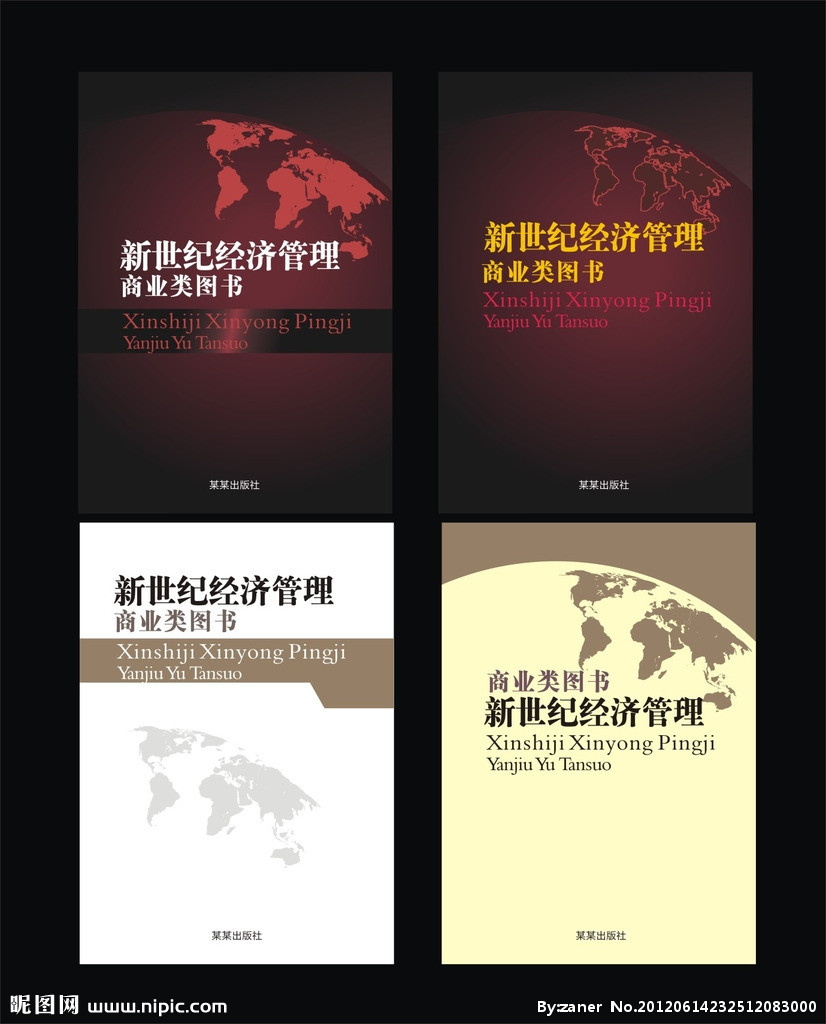 新世纪经济管理
商业类图书
Xinshiji Xinyong Pingji
Yanjiu Yu Tansuo
某某出版社
新世纪经济管理
商业类图书
Xinshiji Xinyong Pingji
Yanjiu Yu Tansuo
某某出版社
新世纪经济管理
商业类图书
Xinshiji Xinyong Pingji
Yanjiu Yu Tansuo
某某出版社
商业类图书
新世纪经济管理
Xinshiji Xinyong Pingji
Yanjiu Yu Tansuo
某某出版社
昵图网 www.nipic.com
By:zaner No.20120614232512083000